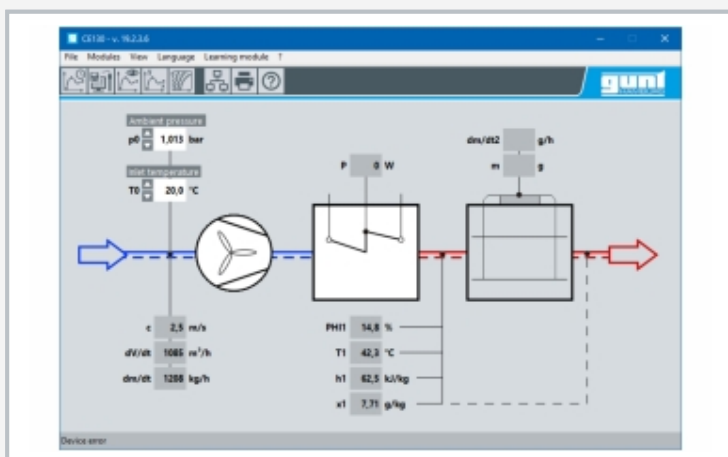 CE130 - v. 16.2.3.6
File Modules View Language Learning module ?
gunt
Ambient pressure
p0 1,013 bar
Inlet temperature
T0 20,0 °C
P 0 W
dm/dt2 g/h
m g
c 2,5 m/s
dV/dt 1085 m³/h
dm/dt 1208 kg/h
PHI1 14,8 %
T1 42,3 °C
h1 62,5 kJ/kg
x1 7,71 g/kg
Device error